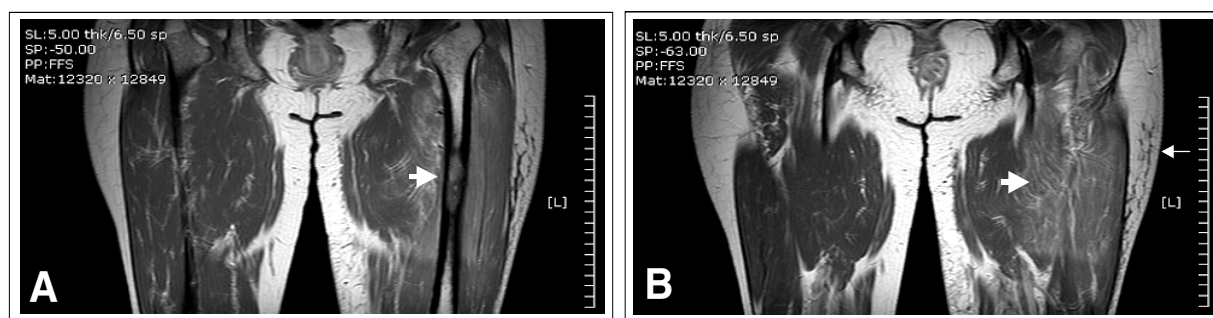 SL:5.00 thk/6.50 sp
SP:-50.00
PP:FFS
Mat:12320 x 12849
[L]
A
SL:5.00 thk/6.50 sp
SP:-63.00
PP:FFS
Mat:12320 x 12849
[L]
B